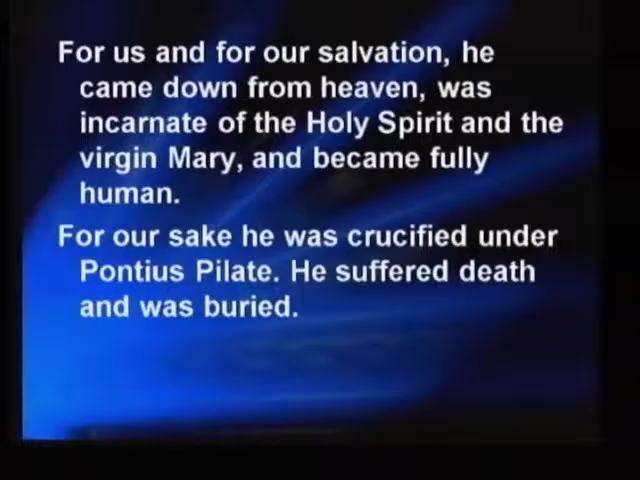 For us and for our salvation, he
came down from heaven, was
incarnate of the Holy Spirit and the
virgin Mary, and became fully
human.
For our sake he was crucified under
Pontius Pilate. He suffered death
and was buried.